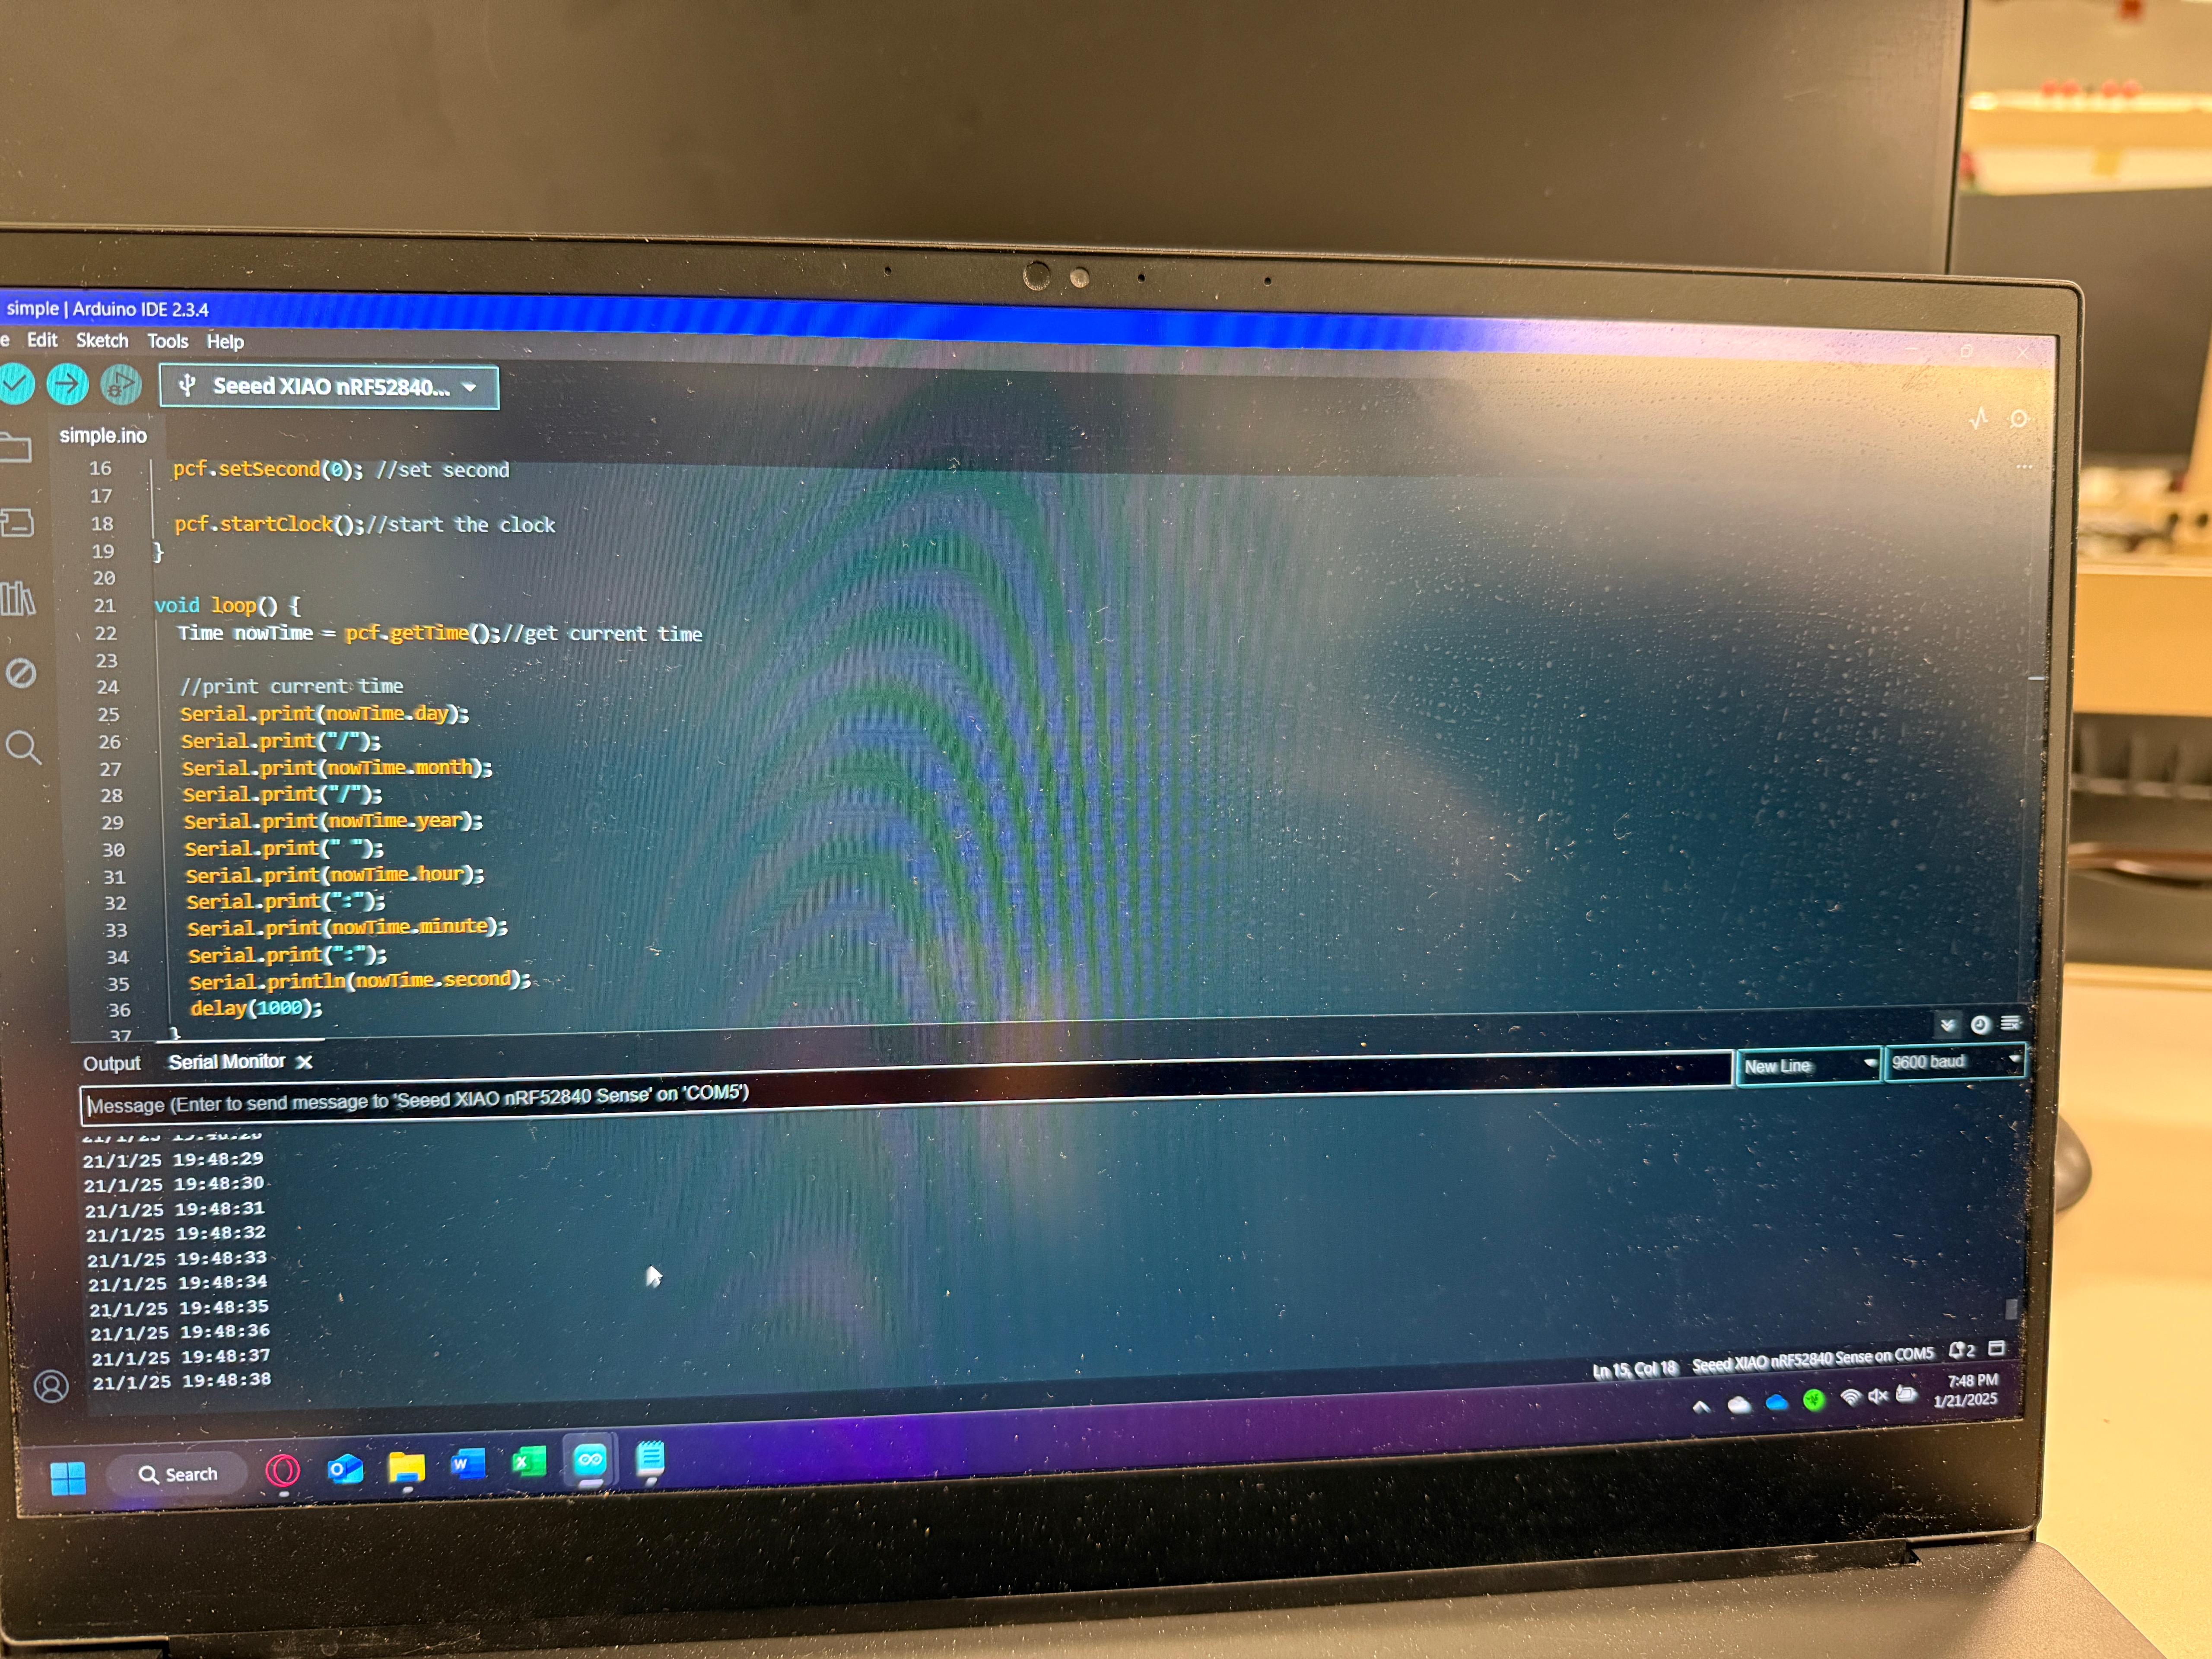 simple | Arduino IDE 2.3.4
e Edit Sketch Tools Help
Seeed XIAO nRF52840...
simple.ino
16 pcf.setSecond(0); //set second
17
18 pcf.startClock();//start the clock
19 }
20
21 void loop() {
22 Time nowTime = pcf.getTime();//get current time
23
24 //print current time
25 Serial.print(nowTime.day);
26 Serial.print("/");
27 Serial.print(nowTime.month);
28 Serial.print("/");
29 Serial.print(nowTime.year);
30 Serial.print(" ");
31 Serial.print(nowTime.hour);
32 Serial.print(":");
33 Serial.print(nowTime.minute);
34 Serial.print(":");
35 Serial.println(nowTime.second);
36 delay(1000);
37 }
Output Serial Monitor
Message (Enter to send message to 'Seeed XIAO nRF52840 Sense' on 'COM5')
New Line
9600 baud
21/1/25 19:48:29
21/1/25 19:48:30
21/1/25 19:48:31
21/1/25 19:48:32
21/1/25 19:48:33
21/1/25 19:48:34
21/1/25 19:48:35
21/1/25 19:48:36
21/1/25 19:48:37
21/1/25 19:48:38
Ln 15, Col 18 Seeed XIAO nRF52840 Sense on COM5 2
Search
7:48 PM
1/21/2025